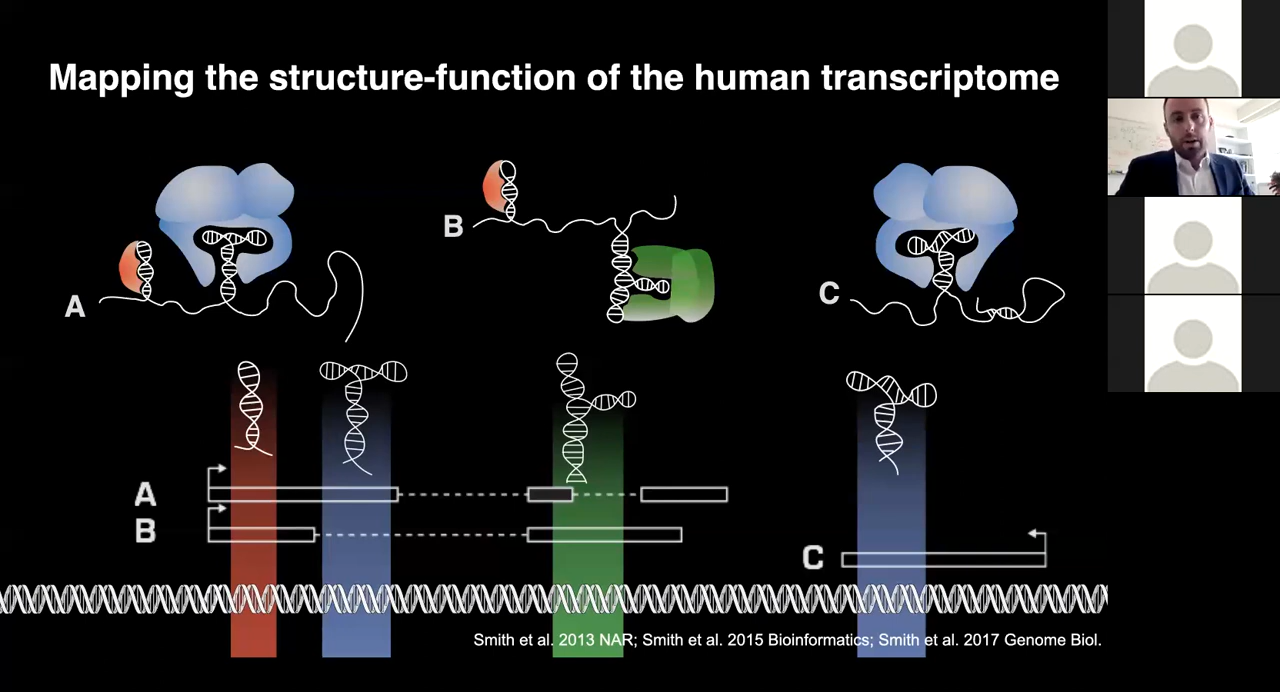 Mapping the structure-function of the human transcriptome
A
B
C
A
B
C
Smith et al. 2013 NAR; Smith et al. 2015 Bioinformatics; Smith et al. 2017 Genome Biol.